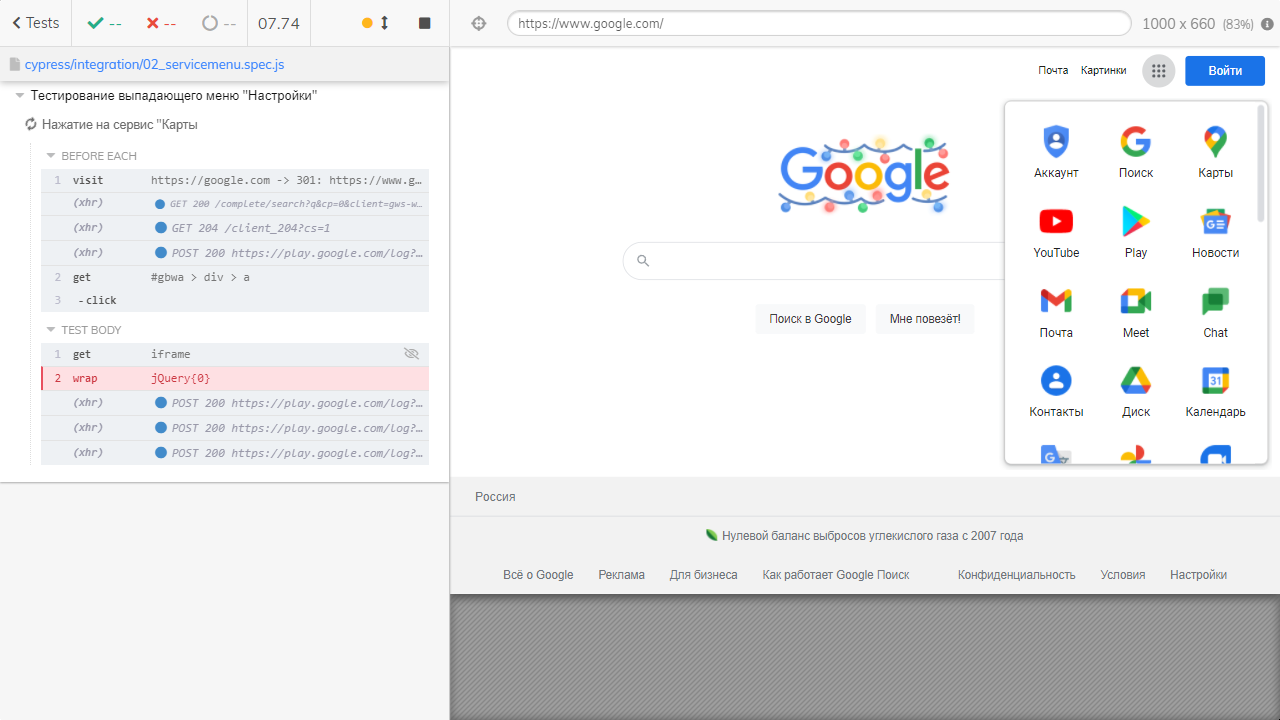 Tests
--
--
--
07.74
https://www.google.com/
1000 x 660 (83%)
cypress/integration/02_servicemenu.spec.js
Тестирование выпадающего меню "Настройки"
Нажатие на сервис "Карты
BEFORE EACH
1 visit https://google.com -> 301: https://www.g…
(xhr) GET 200 /complete/search?q&cp=0&client=gws-w…
(xhr) GET 204 /client_204?cs=1
(xhr) POST 200 https://play.google.com/log?…
2 get #gbwa > div > a
3 -click
TEST BODY
1 get iframe
2 wrap jQuery{0}
(xhr) POST 200 https://play.google.com/log?…
(xhr) POST 200 https://play.google.com/log?…
(xhr) POST 200 https://play.google.com/log?…
Почта Картинки Войти
Google
Поиск в Google Мне повезёт!
Аккаунт Поиск Карты
YouTube Play Новости
Почта Meet Chat
31
Контакты Диск Календарь
Россия
Нулевой баланс выбросов углекислого газа с 2007 года
Всё о Google Реклама Для бизнеса Как работает Google Поиск Конфиденциальность Условия Настройки